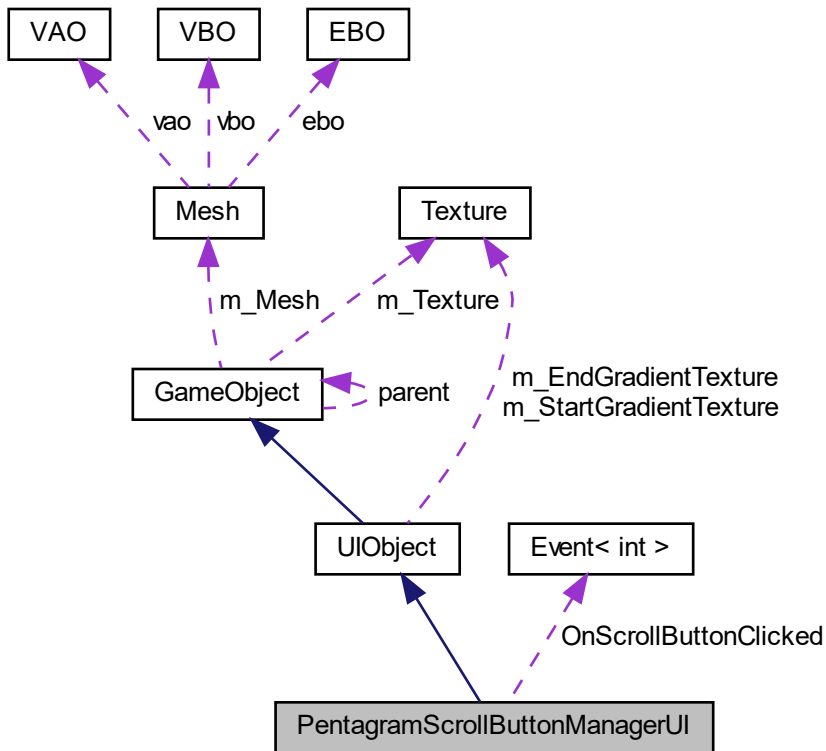 VAO
VBO
EBO
vao
vbo
ebo
Mesh
Texture
m_Mesh
m_Texture
GameObject
parent
m_EndGradientTexture
m_StartGradientTexture
UIObject
Event< int >
OnScrollButtonClicked
PentagramScrollButtonManagerUI